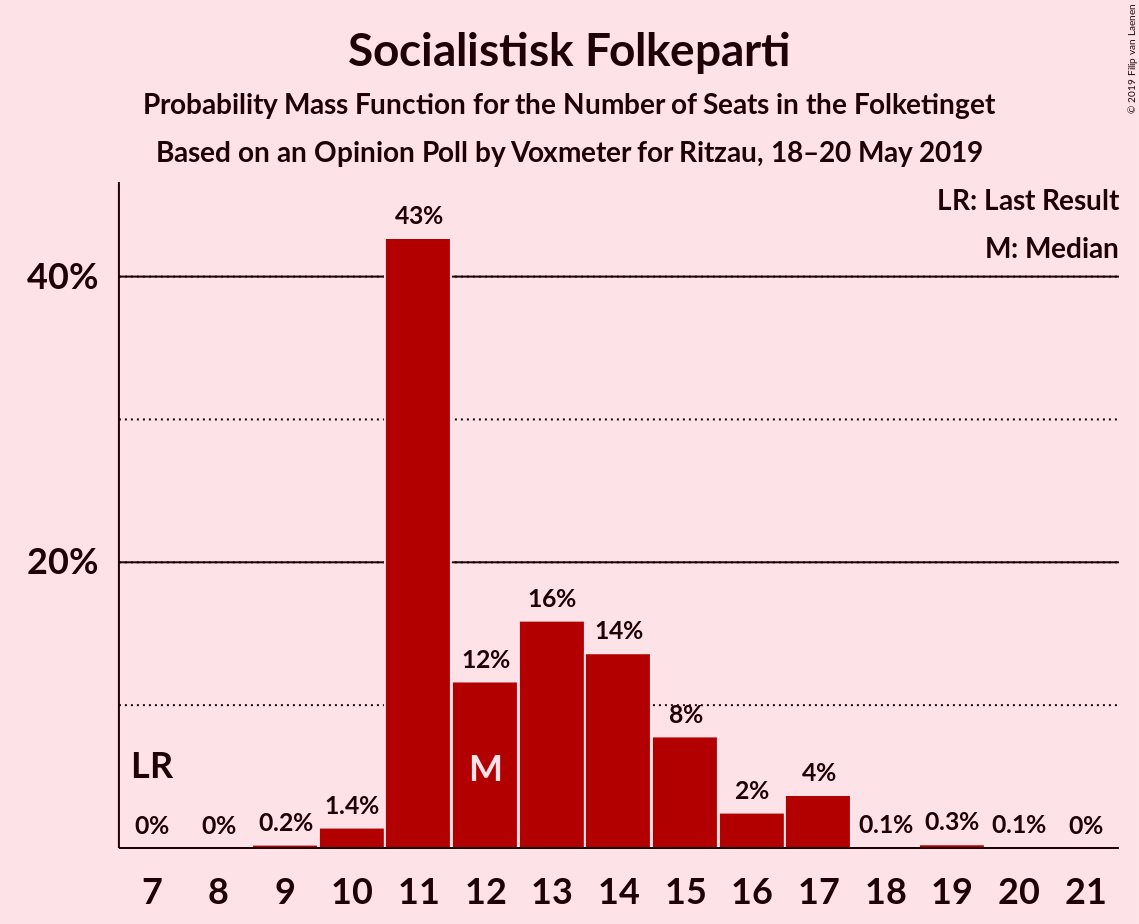 Socialistisk Folkeparti
Probability Mass Function for the Number of Seats in the Folketinget
Based on an Opinion Poll by Voxmeter for Ritzau, 18–20 May 2019
© 2019 Filip van Laenen
LR: Last Result
M: Median
40%
20%
LR
M
0%
0%
0.2%
1.4%
43%
12%
16%
14%
8%
2%
4%
0.1%
0.3%
0.1%
0%
7 8 9 10 11 12 13 14 15 16 17 18 19 20 21